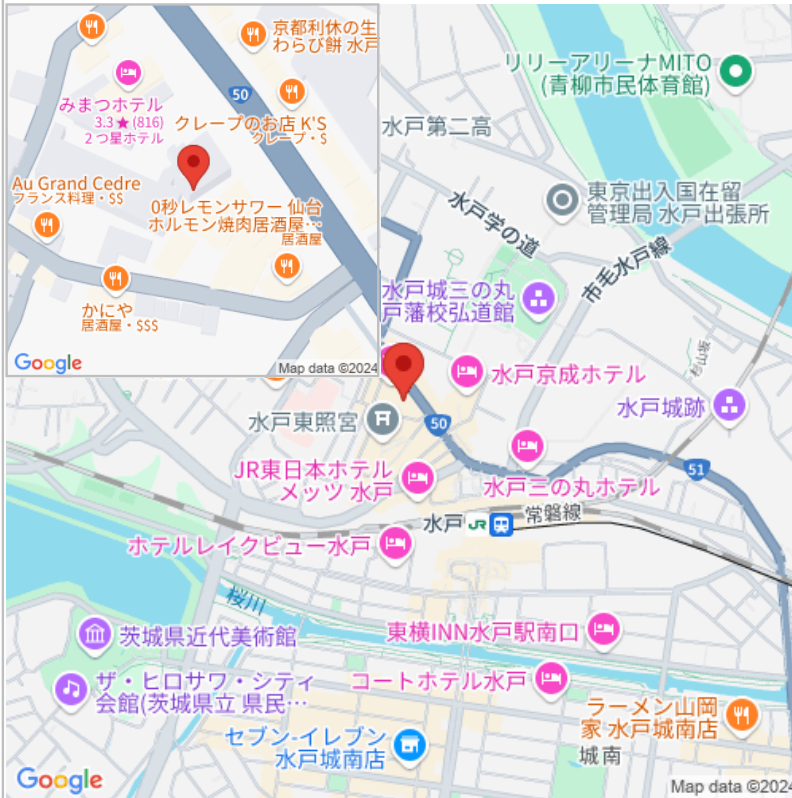 京都利休の生
わらび餅 水戸
50
みまつホテル
3.3★(816)
2 つ星ホテル
クレープのお店 K'S
クレープ・$
Au Grand Cedre
フランス料理・$$
0秒レモンサワー 仙台
ホルモン焼肉居酒屋…
居酒屋
かにや
居酒屋・$$$
Google
Map data ©2024
リリーアリーナMITO
(青柳市民体育館)
水戸第二高
水戸学の道
東京出入国在留
管理局 水戸出張所
市毛水戸線
水戸城三の丸
戸藩校弘道館
杉山坂
水戸京成ホテル
水戸城跡
水戸東照宮
50
51
JR東日本ホテル
メッツ 水戸
水戸三の丸ホテル
水戸 JR
常磐線
ホテルレイクビュー水戸
桜川
茨城県近代美術館
東横INN水戸駅南口
ザ・ヒロサワ・シティ
会館(茨城県立 県民…
コートホテル水戸
ラーメン山岡
家 水戸城南店
セブン-イレブン
水戸城南店
城南
Google
Map data ©2024